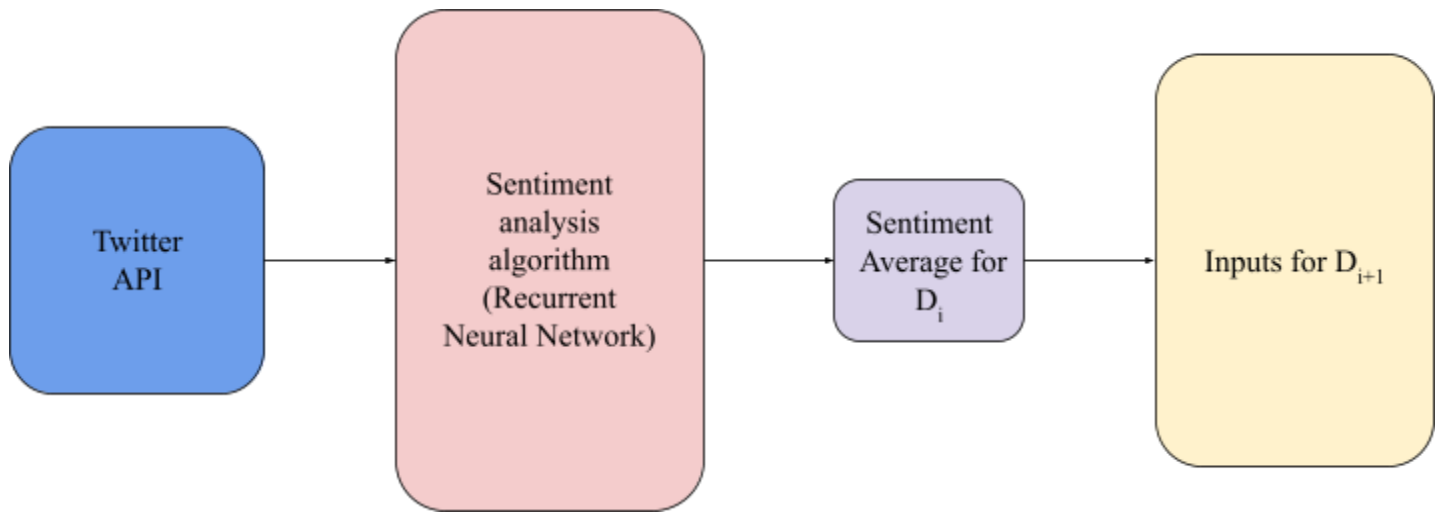 Twitter
API
Sentiment
analysis
algorithm
(Recurrent
Neural Network)
Sentiment
Average for
Dᵢ
Inputs for Dᵢ₊₁